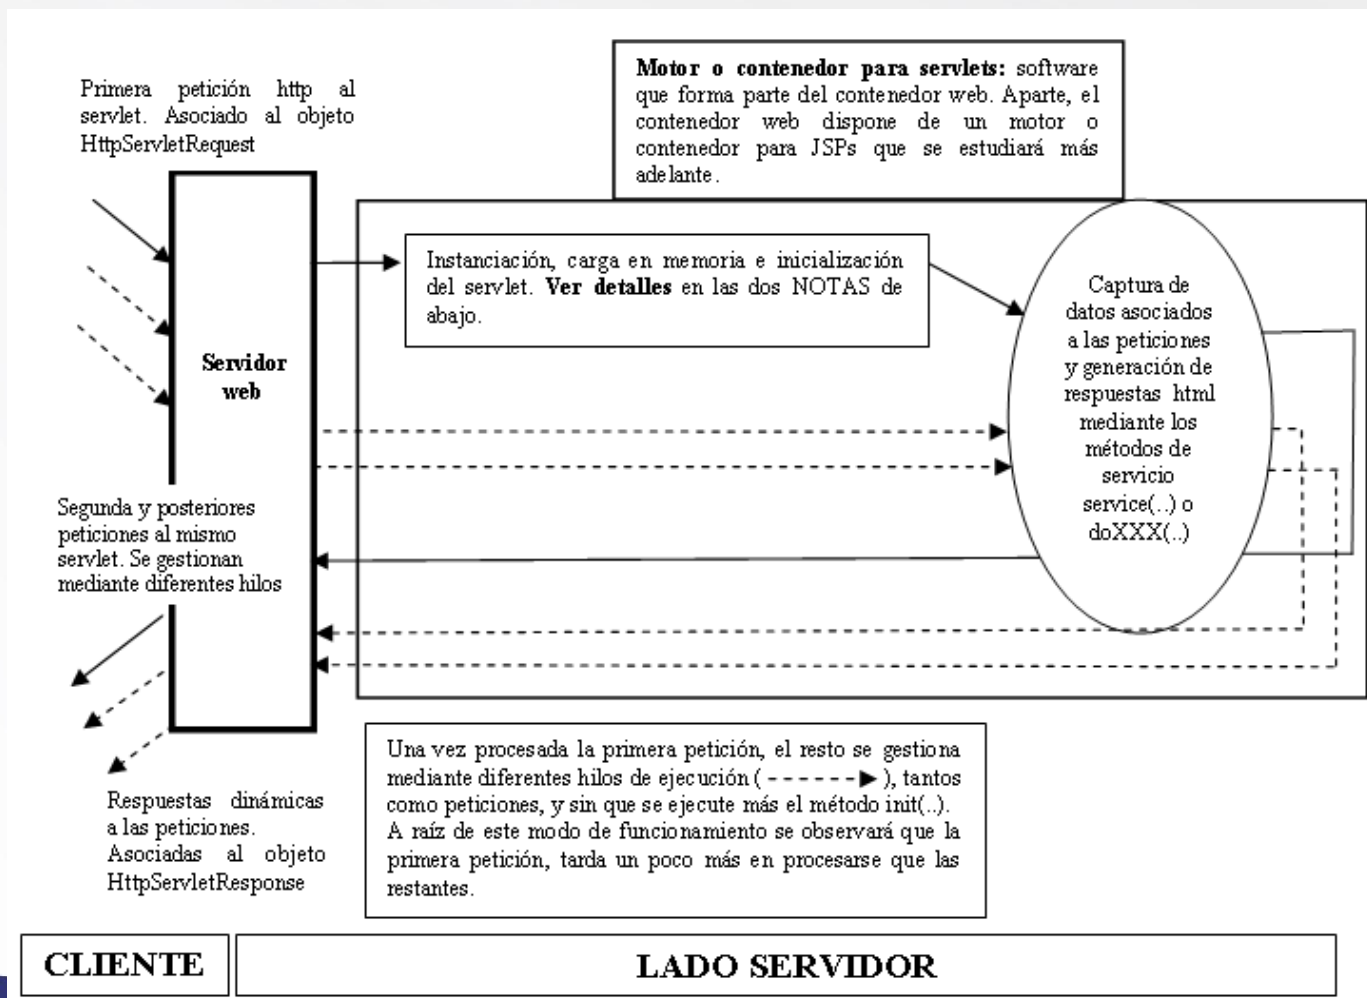 Primera petición http al
servlet. Asociado al objeto
HttpServletRequest
Motor o contenedor para servlets: software
que forma parte del contenedor web. Aparte, el
contenedor web dispone de un motor o
contenedor para JSPs que se estudiará más
adelante.
Instanciación, carga en memoria e inicialización
del servlet. Ver detalles en las dos NOTAS de
abajo.
Captura de
datos asociados
a las peticiones
y generación de
respuestas html
mediante los
métodos de
servicio
service(..) o
doXXX(..)
Servidor
web
Segunda y posteriores
peticiones al mismo
servlet. Se gestionan
mediante diferentes hilos
Una vez procesada la primera petición, el resto se gestiona
mediante diferentes hilos de ejecución ( - - - - - -► ), tantos
como peticiones, y sin que se ejecute más el método init(..).
A raíz de este modo de funcionamiento se observará que la
primera petición, tarda un poco más en procesarse que las
restantes.
Respuestas dinámicas
a las peticiones.
Asociadas al objeto
HttpServletResponse
CLIENTE
LADO SERVIDOR